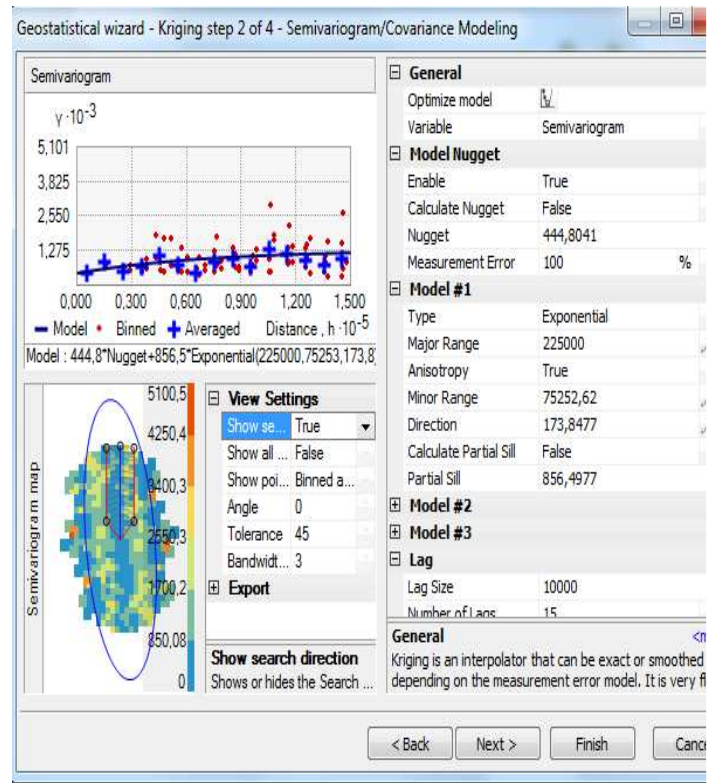 Geostatistical wizard - Kriging step 2 of 4 - Semivariogram/Covariance Modeling
Semivariogram
γ ·10-3
5,101
3,825
2,550
1,275
0,000 0,300 0,600 0,900 1,200 1,500
Model Binned Averaged Distance , h ·10-5
Model : 444,8*Nugget+856,5*Exponential(225000,75253,173,8)
Semivariogram map
5100,5
4250,4
3400,3
2550,3
1700,2
850,08
0
View Settings
Show se... True
Show all ... False
Show poi... Binned a...
Angle 0
Tolerance 45
Bandwidt... 3
Export
Show search direction
Shows or hides the Search ...
General
Optimize model
Variable Semivariogram
Model Nugget
Enable True
Calculate Nugget False
Nugget 444,8041
Measurement Error 100 %
Model #1
Type Exponential
Major Range 225000
Anisotropy True
Minor Range 75252,62
Direction 173,8477
Calculate Partial Sill False
Partial Sill 856,4977
Model #2
Model #3
Lag
Lag Size 10000
Number of Lags 15
General
Kriging is an interpolator that can be exact or smoothed
depending on the measurement error model. It is very
< Back Next > Finish